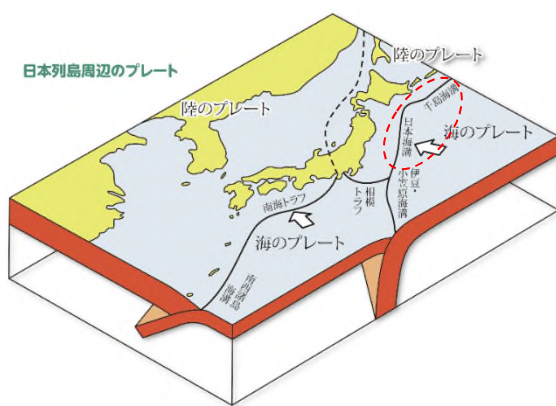 日本列島周辺のプレート
陸のプレート
陸のプレート
千島海溝
日本海溝
海のプレート
伊豆・
小笠原海溝
相模
トラフ
南海トラフ
海のプレート
南西諸島
海溝